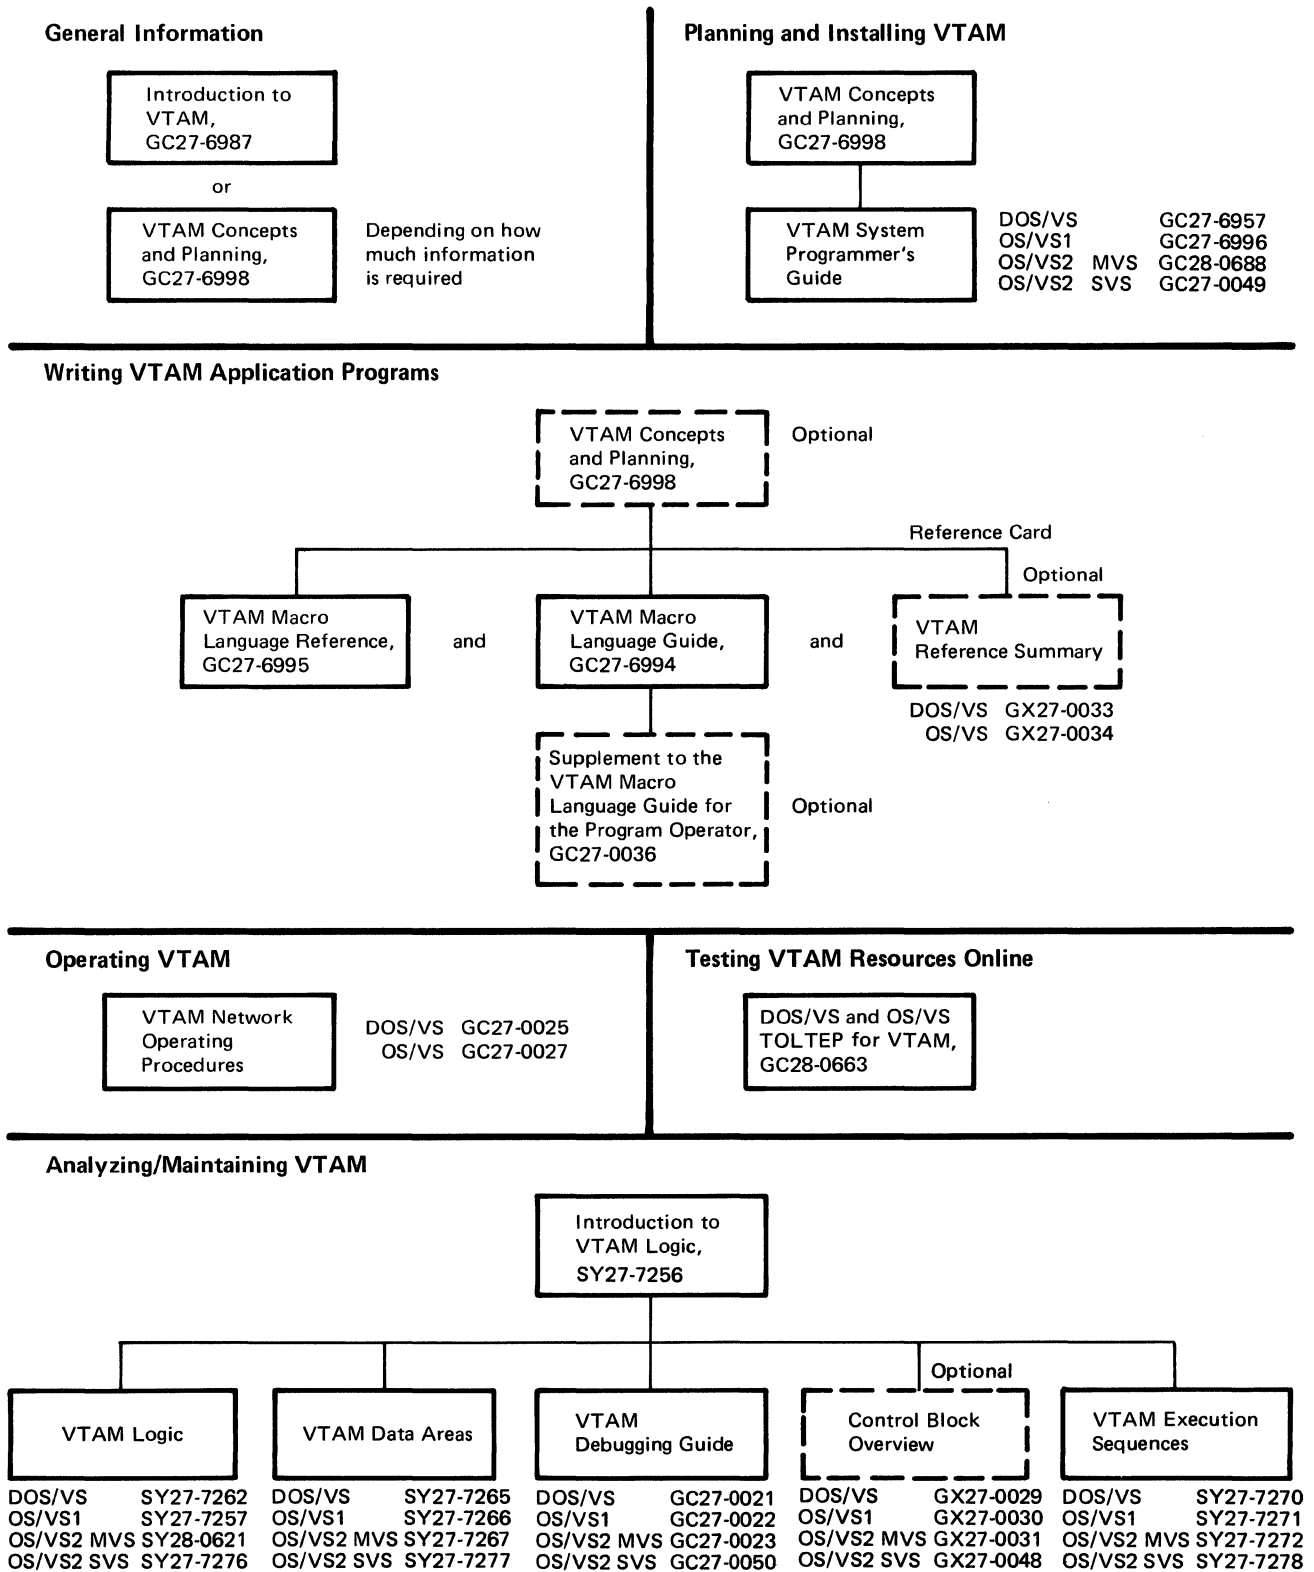 General Information
Introduction to
VTAM,
GC27-6987
or
VTAM Concepts
and Planning,
GC27-6998
Depending on how
much information
is required
Planning and Installing VTAM
VTAM Concepts
and Planning,
GC27-6998
VTAM System
Programmer's
Guide
DOS/VS GC27-6957
OS/VS1 GC27-6996
OS/VS2 MVS GC28-0688
OS/VS2 SVS GC27-0049
Writing VTAM Application Programs
VTAM Concepts
and Planning,
GC27-6998
Optional
Reference Card
Optional
VTAM Macro
Language Reference,
GC27-6995
and
VTAM Macro
Language Guide,
GC27-6994
and
VTAM
Reference Summary
DOS/VS GX27-0033
OS/VS GX27-0034
Supplement to the
VTAM Macro
Language Guide for
the Program Operator,
GC27-0036
Optional
Operating VTAM
VTAM Network
Operating
Procedures
DOS/VS GC27-0025
OS/VS GC27-0027
Testing VTAM Resources Online
DOS/VS and OS/VS
TOLTEP for VTAM,
GC28-0663
Analyzing/Maintaining VTAM
Introduction to
VTAM Logic,
SY27-7256
VTAM Logic
DOS/VS SY27-7262
OS/VS1 SY27-7257
OS/VS2 MVS SY28-0621
OS/VS2 SVS SY27-7276
VTAM Data Areas
DOS/VS SY27-7265
OS/VS1 SY27-7266
OS/VS2 MVS SY27-7267
OS/VS2 SVS SY27-7277
VTAM
Debugging Guide
DOS/VS GC27-0021
OS/VS1 GC27-0022
OS/VS2 MVS GC27-0023
OS/VS2 SVS GC27-0050
Optional
Control Block
Overview
DOS/VS GX27-0029
OS/VS1 GX27-0030
OS/VS2 MVS GX27-0031
OS/VS2 SVS GX27-0048
VTAM Execution
Sequences
DOS/VS SY27-7270
OS/VS1 SY27-7271
OS/VS2 MVS SY27-7272
OS/VS2 SVS SY27-7278